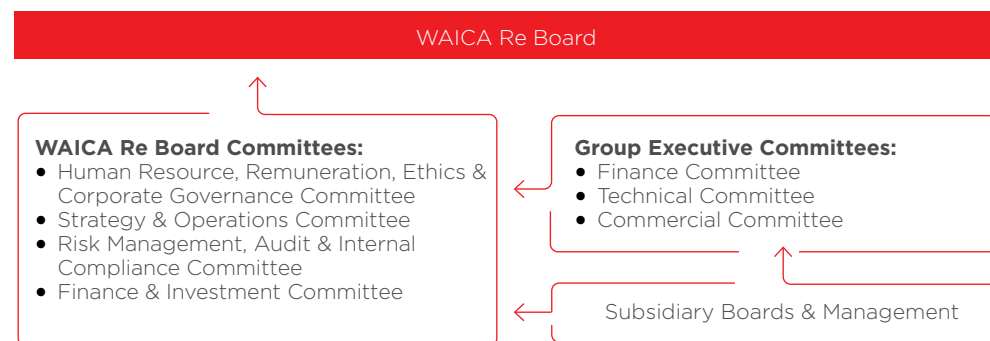 WAICA Re Board
WAICA Re Board Committees:
• Human Resource, Remuneration, Ethics &
Corporate Governance Committee
• Strategy & Operations Committee
• Risk Management, Audit & Internal
Compliance Committee
• Finance & Investment Committee
Group Executive Committees:
• Finance Committee
• Technical Committee
• Commercial Committee
Subsidiary Boards & Management